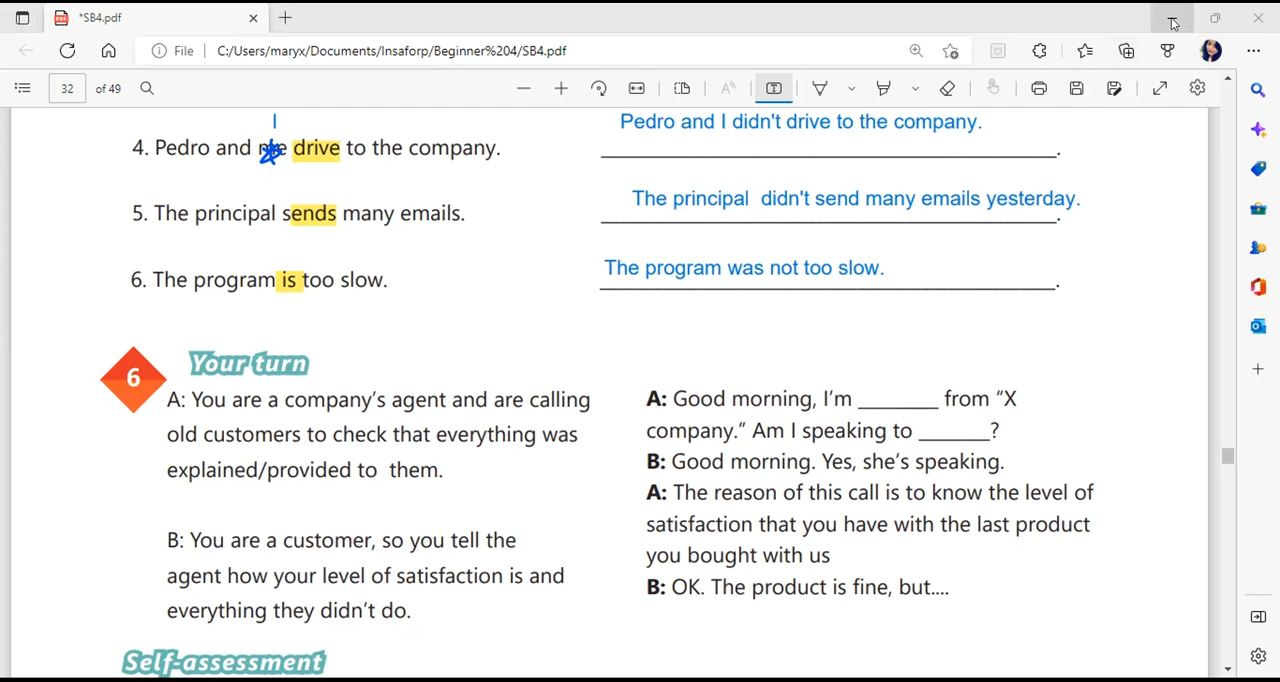 *SB4.pdf
File C:/Users/maryx/Documents/Insaforp/Beginner%204/SB4.pdf
32 of 49
I
4. Pedro and drive to the company.
Pedro and I didn't drive to the company.
5. The principal sends many emails.
The principal didn't send many emails yesterday.
6. The program is too slow.
The program was not too slow.
6
Your turn
A: You are a company's agent and are calling
old customers to check that everything was
explained/provided to them.
B: You are a customer, so you tell the
agent how your level of satisfaction is and
everything they didn't do.
A: Good morning, I'm ________ from "X
company." Am I speaking to _______?
B: Good morning. Yes, she's speaking.
A: The reason of this call is to know the level of
satisfaction that you have with the last product
you bought with us
B: OK. The product is fine, but....
Self-assessment